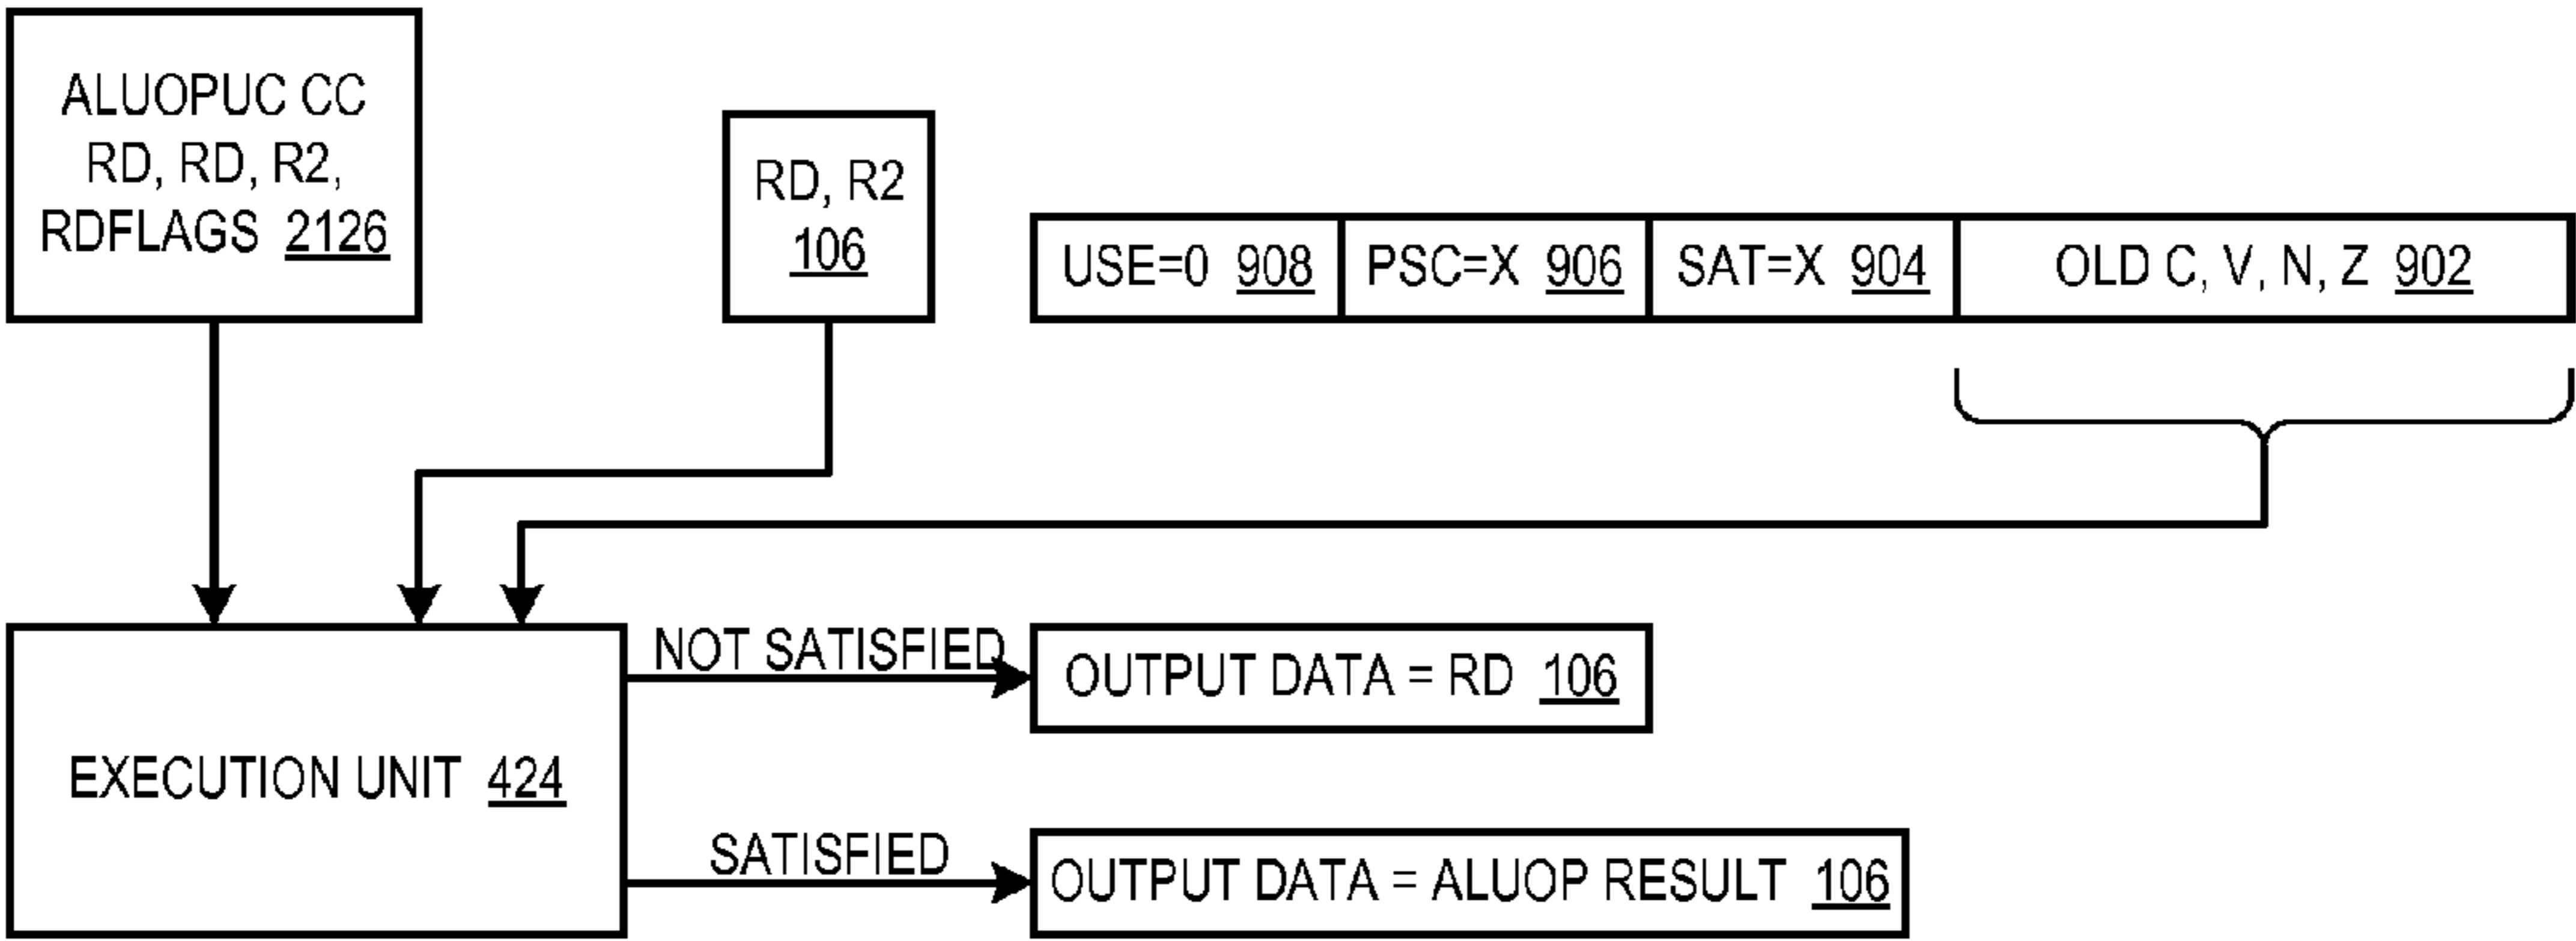 ALUOPUC CC
RD, RD, R2,
RDFLAGS 2126
RD, R2
106
USE=0 908
PSC=X 906
SAT=X 904
OLD C, V, N, Z 902
EXECUTION UNIT 424
NOT SATISFIED
OUTPUT DATA = RD 106
SATISFIED
OUTPUT DATA = ALUOP RESULT 106